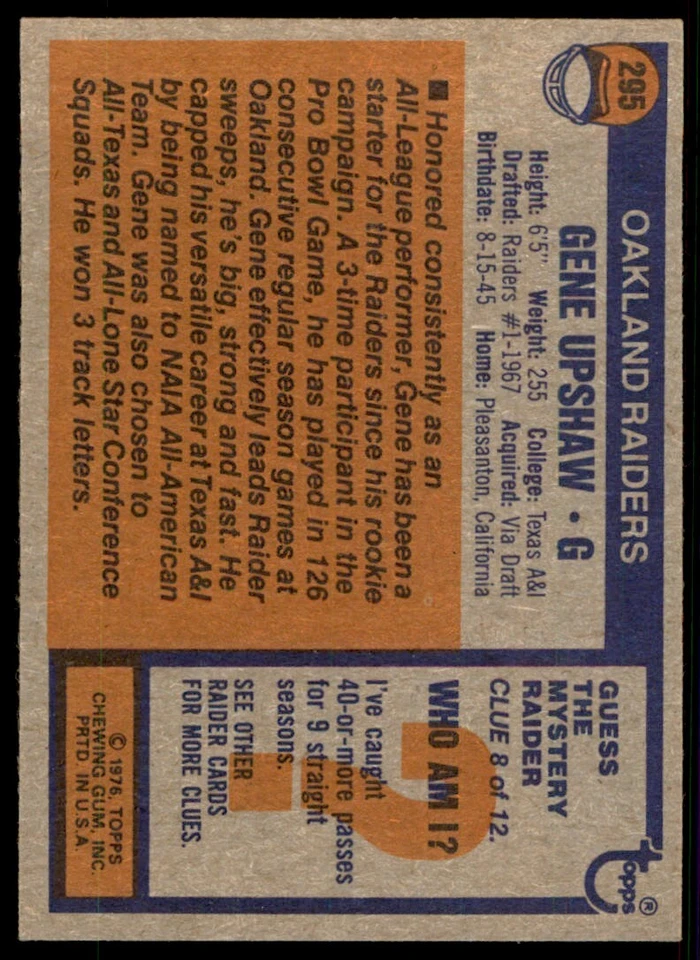 295
OAKLAND RAIDERS
GENE UPSHAW • G
Height: 6'5" Weight: 255 College: Texas A&I
Drafted: Raiders #1-1967 Acquired: Via Draft
Birthdate: 8-15-45 Home: Pleasanton, California
■ Honored consistently as an
All-League performer, Gene has been a
starter for the Raiders since his rookie
campaign. A 3-time participant in the
Pro Bowl Game, he has played in 126
consecutive regular season games at
Oakland. Gene effectively leads Raider
sweeps, he's big, strong and fast. He
capped his versatile career at Texas A&I
by being named to NAIA All-American
Team. Gene was also chosen to
All-Texas and All-Lone Star Conference
Squads. He won 3 track letters.
topps®
GUESS
THE
MYSTERY
RAIDER
CLUE 8 of 12.
WHO AM I?
I've caught
40-or-more passes
for 9 straight
seasons.
SEE OTHER
RAIDER CARDS
FOR MORE CLUES.
?
© 1976, TOPPS
CHEWING GUM, INC.
PRTD. IN U.S.A.